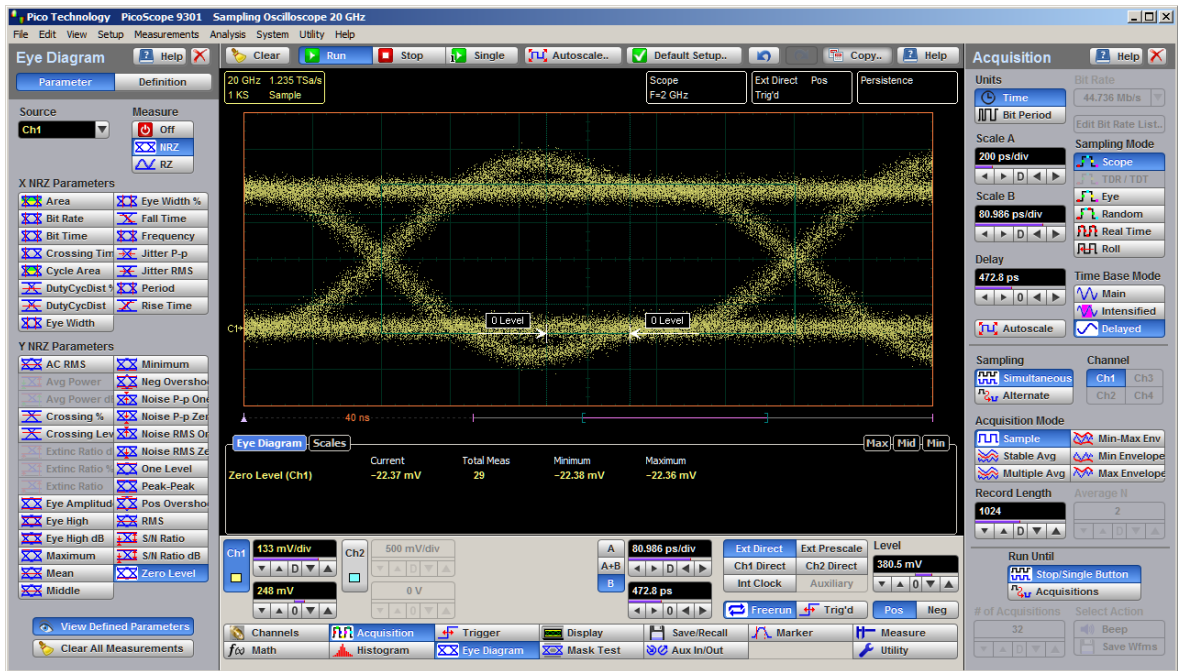 Pico Technology PicoScope 9301 Sampling Oscilloscope 20 GHz
File Edit View Setup Measurements Analysis System Utility Help
Eye Diagram Help
Clear Run Stop Single Autoscale.. Default Setup.. Copy.. Help
Acquisition Help
Parameter Definition
Source Measure
Ch1 Off
NRZ
RZ
X NRZ Parameters
Area Eye Width %
Bit Rate Fall Time
Bit Time Frequency
Crossing Tim Jitter P-p
Cycle Area Jitter RMS
DutyCycDist % Period
DutyCycDist Rise Time
Eye Width
Y NRZ Parameters
AC RMS Minimum
Avg Power Neg Oversho
Avg Power d Noise P-p One
Crossing % Noise P-p Zer
Crossing Lev Noise RMS On
Extinc Ratio d Noise RMS Ze
Extinc Ratio % One Level
Extinc Ratio Peak-Peak
Eye Amplitud Pos Oversho
Eye High RMS
Eye High dB S/N Ratio
Maximum S/N Ratio dB
Mean Zero Level
Middle
View Defined Parameters
Clear All Measurements
20 GHz 1.235 TSa/s
1 KS Sample
Scope
F=2 GHz
Ext Direct Pos
Trig'd
Persistence
C1
0 Level 0 Level
40 ns
Eye Diagram Scales Max Mid Min
Current Total Meas Minimum Maximum
Zero Level (Ch1) −22.37 mV 29 −22.38 mV −22.36 mV
Ch1 133 mV/div Ch2 500 mV/div
D D
248 mV 0 V
0 0
A 80.986 ps/div
A+B D
B 472.8 ps
0
Ext Direct Ext Prescale Level
Ch1 Direct Ch2 Direct 380.5 mV
Int Clock Auxiliary 0
Freerun Trig'd Pos Neg
Channels Acquisition Trigger Display Save/Recall Marker Measure
f(x) Math Histogram Eye Diagram Mask Test Aux In/Out Utility
Units Bit Rate
Time 44.736 Mb/s
Bit Period Edit Bit Rate List..
Scale A Sampling Mode
200 ps/div Scope
D TDR / TDT
Scale B Eye
80.986 ps/div Random
D Real Time
Roll
Delay
472.8 ps Time Base Mode
0 Main
Intensified
Autoscale Delayed
Sampling Channel
Simultaneous Ch1 Ch3
Alternate Ch2 Ch4
Acquisition Mode
Sample Min-Max Env
Stable Avg Min Envelope
Multiple Avg Max Envelope
Record Length Average N
1024 2
D D
Run Until
Stop/Single Button
Acquisitions
# of Acquisitions Select Action
32 Beep
D Save Wfms